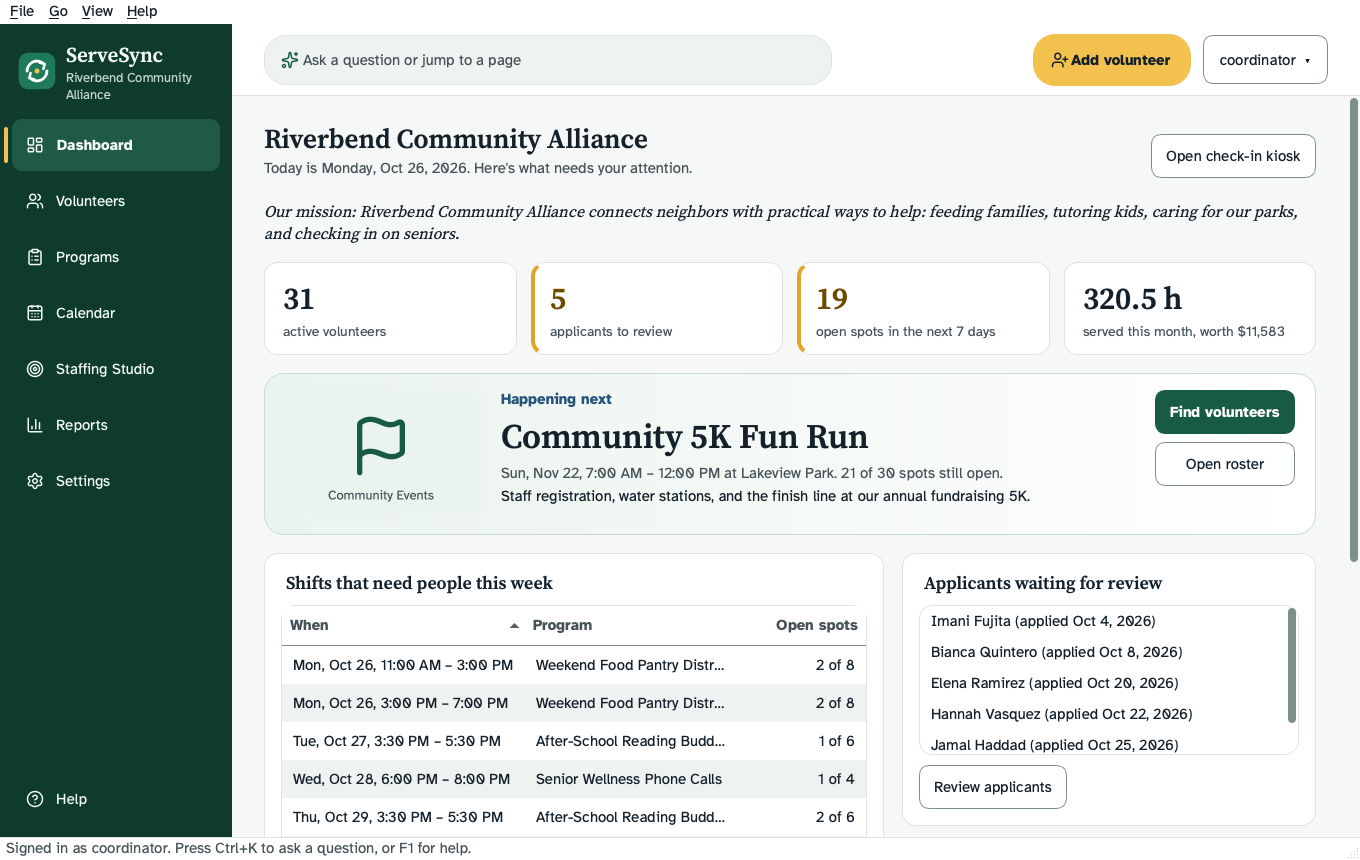 File Go View Help
ServeSync
Riverbend Community
Alliance
Ask a question or jump to a page
Add volunteer
coordinator
Dashboard
Volunteers
Programs
Calendar
Staffing Studio
Reports
Settings
Help
Riverbend Community Alliance
Today is Monday, Oct 26, 2026. Here's what needs your attention.
Open check-in kiosk
Our mission: Riverbend Community Alliance connects neighbors with practical ways to help: feeding families, tutoring kids, caring for our parks,
and checking in on seniors.
31
active volunteers
5
applicants to review
19
open spots in the next 7 days
320.5 h
served this month, worth $11,583
Community Events
Happening next
Community 5K Fun Run
Sun, Nov 22, 7:00 AM – 12:00 PM at Lakeview Park. 21 of 30 spots still open.
Staff registration, water stations, and the finish line at our annual fundraising 5K.
Find volunteers
Open roster
Shifts that need people this week
When Program Open spots
Mon, Oct 26, 11:00 AM – 3:00 PM Weekend Food Pantry Distr... 2 of 8
Mon, Oct 26, 3:00 PM – 7:00 PM Weekend Food Pantry Distr... 2 of 8
Tue, Oct 27, 3:30 PM – 5:30 PM After-School Reading Budd... 1 of 6
Wed, Oct 28, 6:00 PM – 8:00 PM Senior Wellness Phone Calls 1 of 4
Thu, Oct 29, 3:30 PM – 5:30 PM After-School Reading Budd... 2 of 6
Applicants waiting for review
Imani Fujita (applied Oct 4, 2026)
Bianca Quintero (applied Oct 8, 2026)
Elena Ramirez (applied Oct 20, 2026)
Hannah Vasquez (applied Oct 22, 2026)
Jamal Haddad (applied Oct 25, 2026)
Review applicants
Signed in as coordinator. Press Ctrl+K to ask a question, or F1 for help.